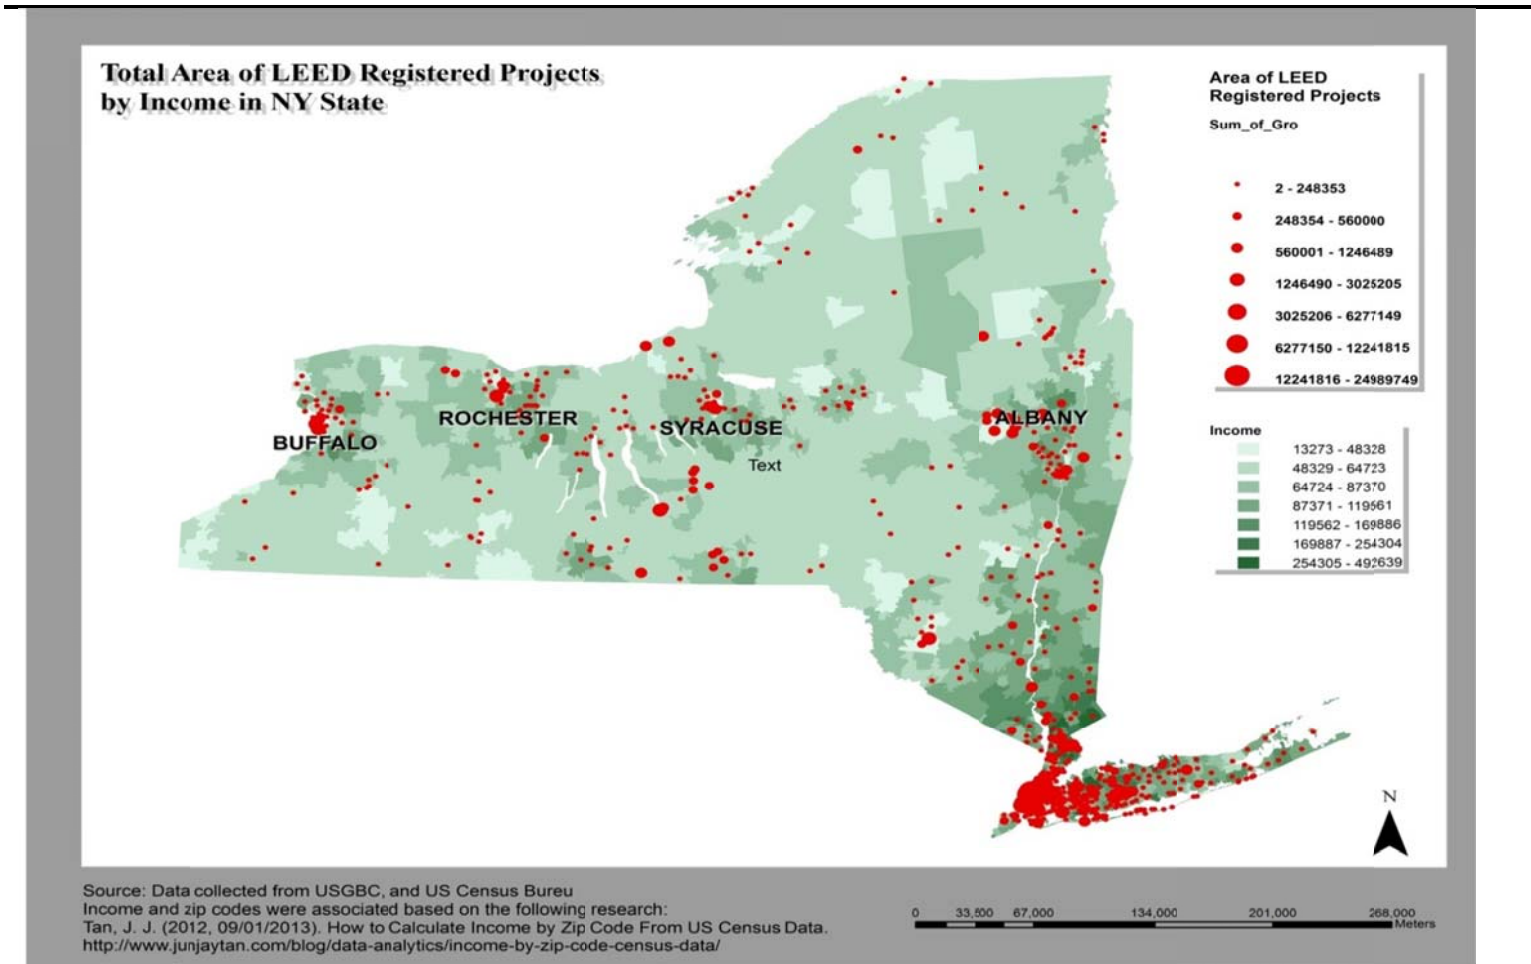 Total Area of LEED Registered Projects
by Income in NY State
Area of LEED
Registered Projects
Sum_of_Gro
2 - 248353
248354 - 560000
560001 - 1246489
1246490 - 3025205
3025206 - 6277149
6277150 - 12241815
12241816 - 24989749
Income
13273 - 48328
48329 - 64723
64724 - 87370
87371 - 119561
119562 - 169886
169887 - 254304
254305 - 492639
ROCHESTER
SYRACUSE
ALBANY
BUFFALO
Text
N
Source: Data collected from USGBC, and US Census Bureu
Income and zip codes were associated based on the following research:
Tan, J. J. (2012, 09/01/2013). How to Calculate Income by Zip Code From US Census Data.
http://www.junjaytan.com/blog/data-analytics/income-by-zip-code-census-data/
0 33,500 67,000 134,000 201,000 268,000
Meters